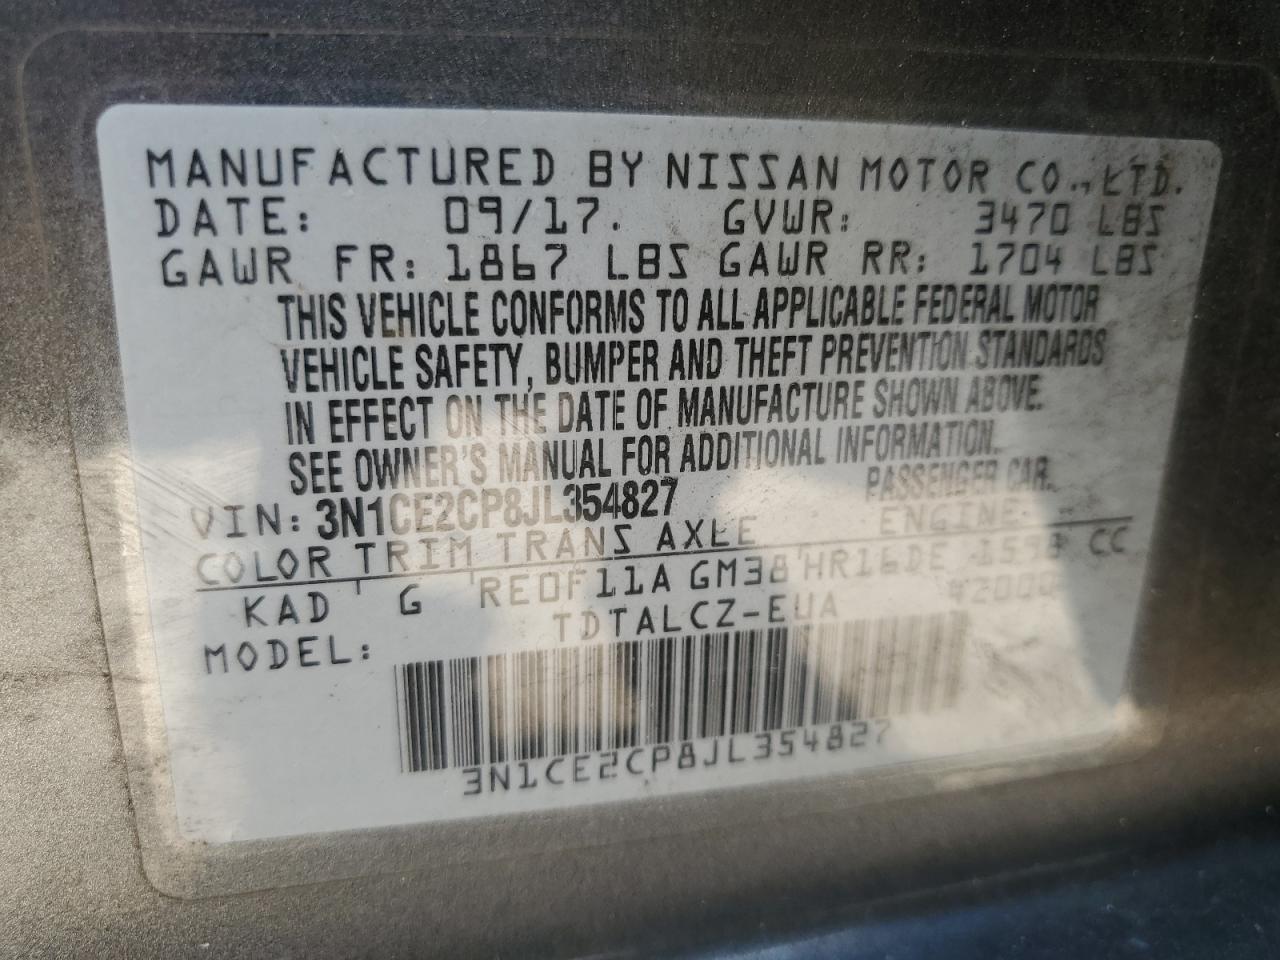 MANUFACTURED BY NISSAN MOTOR CO., LTD.
DATE: 09/17. GVWR: 3470 LBS
GAWR FR: 1867 LBS GAWR RR: 1704 LBS
THIS VEHICLE CONFORMS TO ALL APPLICABLE FEDERAL MOTOR
VEHICLE SAFETY, BUMPER AND THEFT PREVENTION STANDARDS
IN EFFECT ON THE DATE OF MANUFACTURE SHOWN ABOVE.
SEE OWNER'S MANUAL FOR ADDITIONAL INFORMATION.
VIN: 3N1CE2CP8JL354827 PASSENGER CAR.
COLOR TRIM TRANS AXLE ENGINE
KAD G RE0F11A GM38 HR16DE 1598 CC
MODEL: TDTALCZ-EUA
3N1CE2CP8JL354827